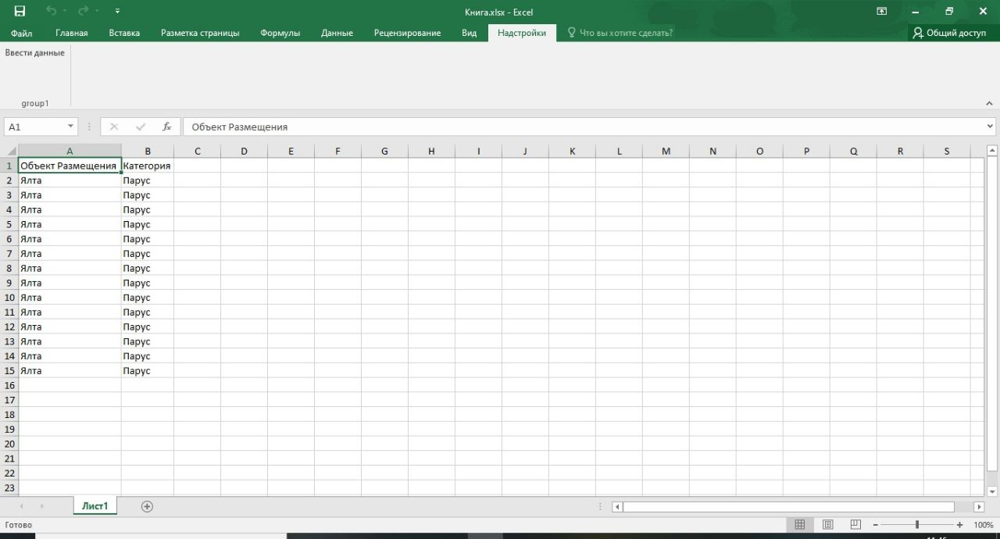 Книга.xlsx - Excel
Файл Главная Вставка Разметка страницы Формулы Данные Рецензирование Вид Надстройки Что вы хотите сделать? Общий доступ
Ввести данные
group1
A1 fx Объект Размещения
A B C D E F G H I J K L M N O P Q R S
1 Объект Размещения Категория
2 Ялта Парус
3 Ялта Парус
4 Ялта Парус
5 Ялта Парус
6 Ялта Парус
7 Ялта Парус
8 Ялта Парус
9 Ялта Парус
10 Ялта Парус
11 Ялта Парус
12 Ялта Парус
13 Ялта Парус
14 Ялта Парус
15 Ялта Парус
16
17
18
19
20
21
22
23
Лист1
Готово 100%